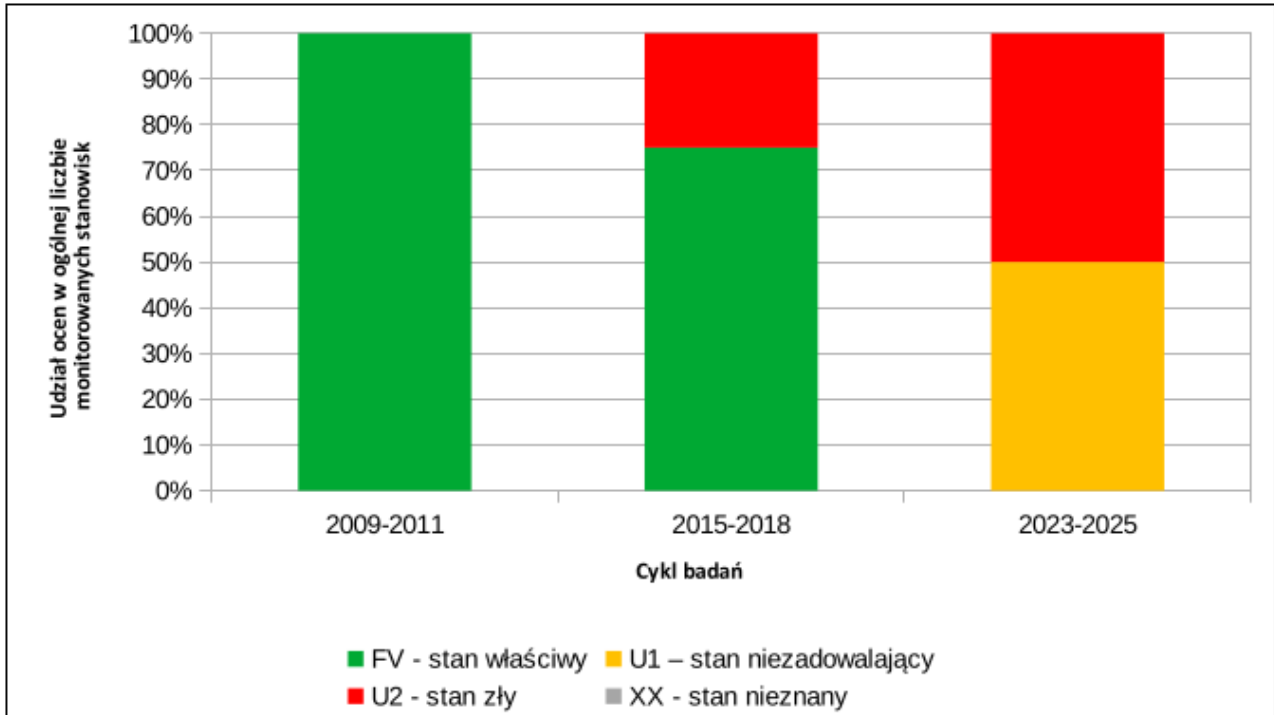 100%
90%
80%
70%
60%
50%
40%
30%
20%
10%
0%
Udział ocen w ogólnej liczbie
monitorowanych stanowisk
2009-2011 2015-2018 2023-2025
Cykl badań
FV - stan właściwy U1 – stan niezadowalający
U2 - stan zły XX - stan nieznany